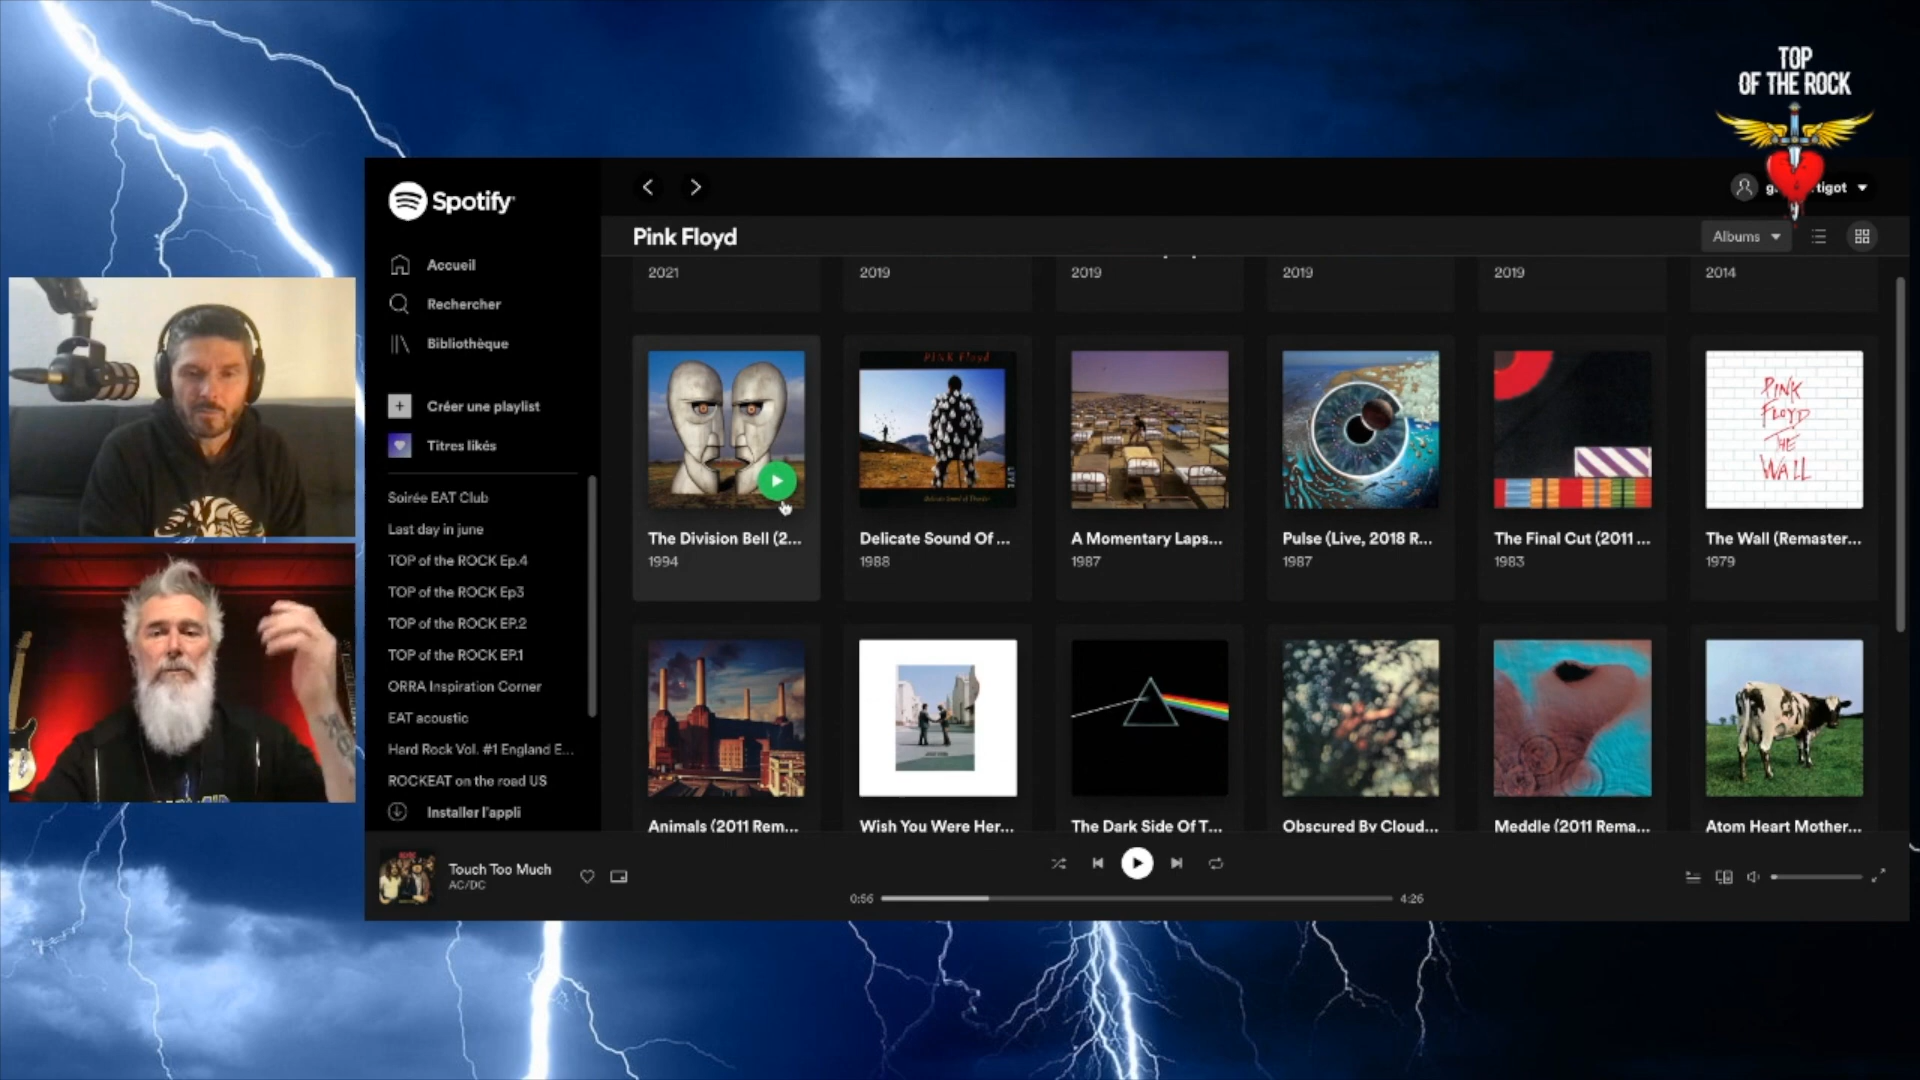 TOP
OF THE ROCK
Spotify
Accueil
Rechercher
Bibliothèque
Créer une playlist
Titres likés
Soirée EAT Club
Last day in june
TOP of the ROCK Ep.4
TOP of the ROCK Ep3
TOP of the ROCK EP.2
TOP of the ROCK EP.1
ORRA Inspiration Corner
EAT acoustic
Hard Rock Vol. #1 England E...
ROCKEAT on the road US
Installer l'appli
Pink Floyd
Albums
2021
2019
2019
2019
2019
2014
PINK Floyd
PINK
FLOYD
THE
WALL
The Division Bell (2...
1994
Delicate Sound Of ...
1988
A Momentary Laps...
1987
Pulse (Live, 2018 R...
1987
The Final Cut (2011 ...
1983
The Wall (Remaster...
1979
Animals (2011 Rem...
Wish You Were Her...
The Dark Side Of T...
Obscured By Cloud...
Meddle (2011 Rema...
Atom Heart Mother...
Touch Too Much
AC/DC
0:56
4:26